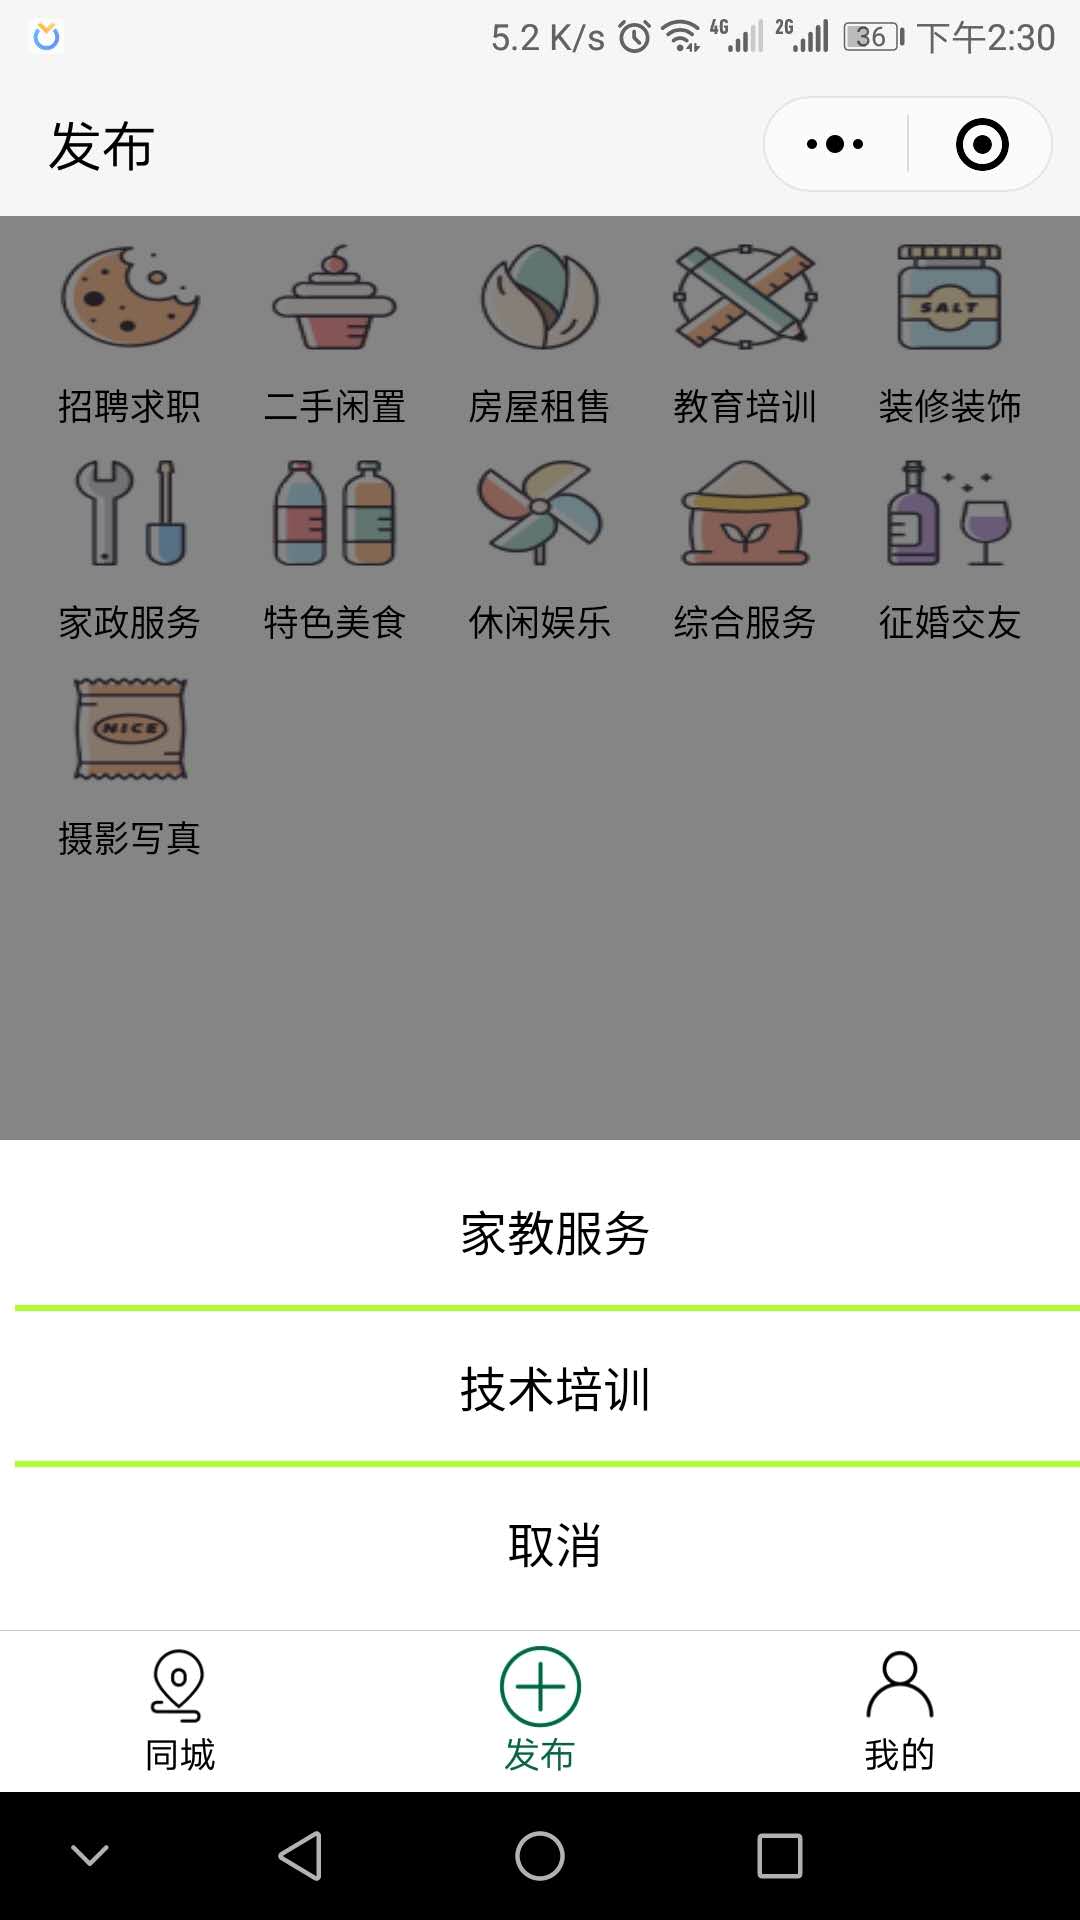 5.2 K/s 4G 2G 36 下午2:30
发布
SALT
招聘求职 二手闲置 房屋租售 教育培训 装修装饰
家政服务 特色美食 休闲娱乐 综合服务 征婚交友
NICE
摄影写真
家教服务
技术培训
取消
同城 发布 我的